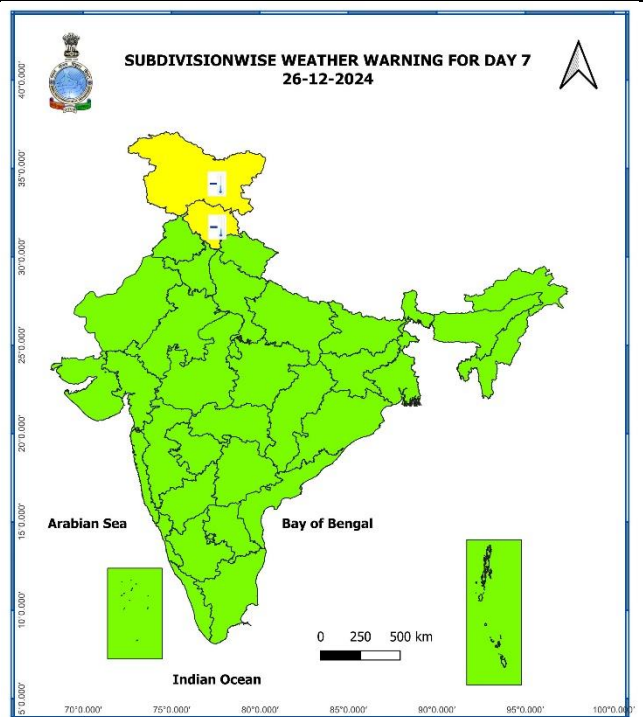 SUBDIVISIONWISE WEATHER WARNING FOR DAY 7
26-12-2024
40°0.000'
35°0.000'
30°0.000'
25°0.000'
20°0.000'
15°0.000'
10°0.000'
5°0.000'
Arabian Sea
Bay of Bengal
0 250 500 km
Indian Ocean
70°0.000' 75°0.000' 80°0.000' 85°0.000' 90°0.000' 95°0.000' 100°0.000'